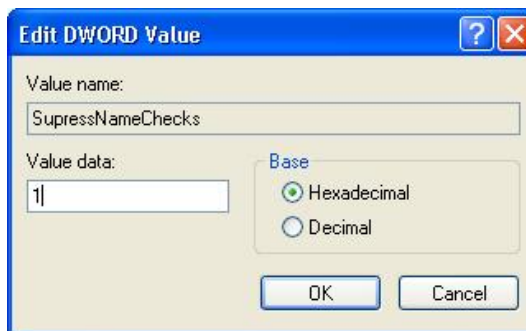 Edit DWORD Value
Value name:
SupressNameChecks
Value data:
1
Base
Hexadecimal
Decimal
OK
Cancel